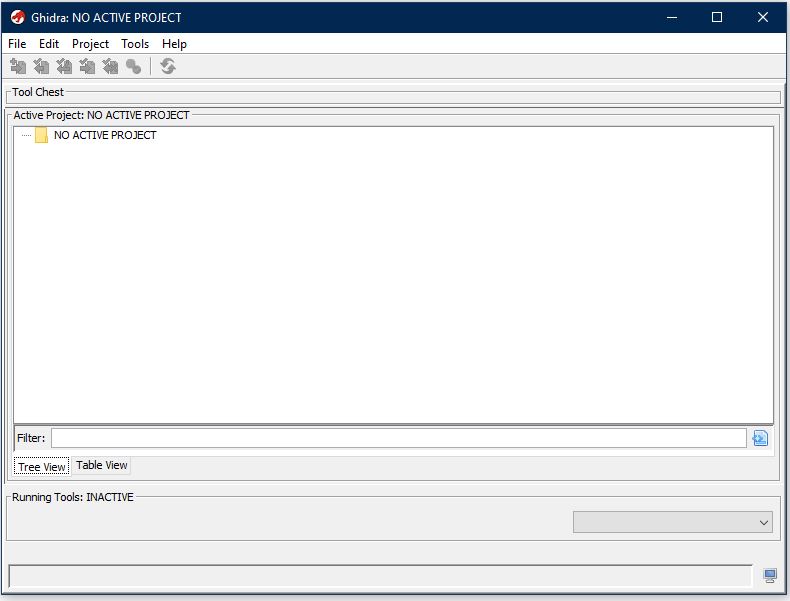 Ghidra: NO ACTIVE PROJECT
File Edit Project Tools Help
Tool Chest
Active Project: NO ACTIVE PROJECT
NO ACTIVE PROJECT
Filter:
Tree View Table View
Running Tools: INACTIVE